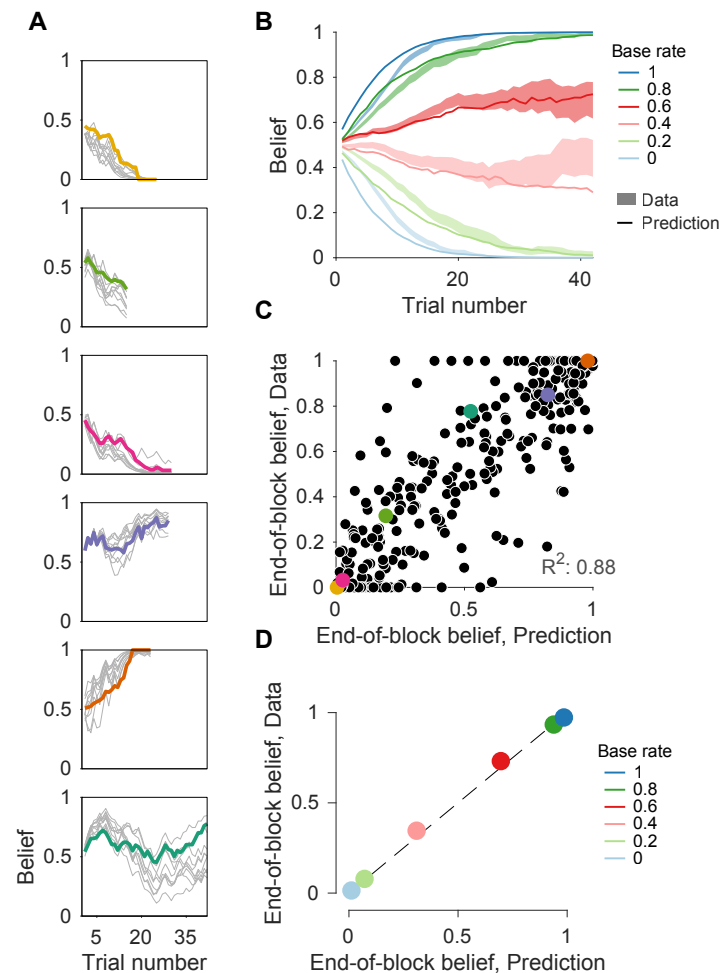 A
1
0.5
0
1
0.5
0
1
0.5
0
1
0.5
0
1
0.5
0
1
0.5
0
Belief
5 20 35
Trial number
B
1
0.8
0.6
0.4
0.2
0
Belief
0 20 40
Trial number
Base rate
1
0.8
0.6
0.4
0.2
0
Data
Prediction
C
1
0.8
0.6
0.4
0.2
0
End-of-block belief, Data
R2: 0.88
0 0.5 1
End-of-block belief, Prediction
D
1
0.5
0
End-of-block belief, Data
0 0.5 1
End-of-block belief, Prediction
Base rate
1
0.8
0.6
0.4
0.2
0